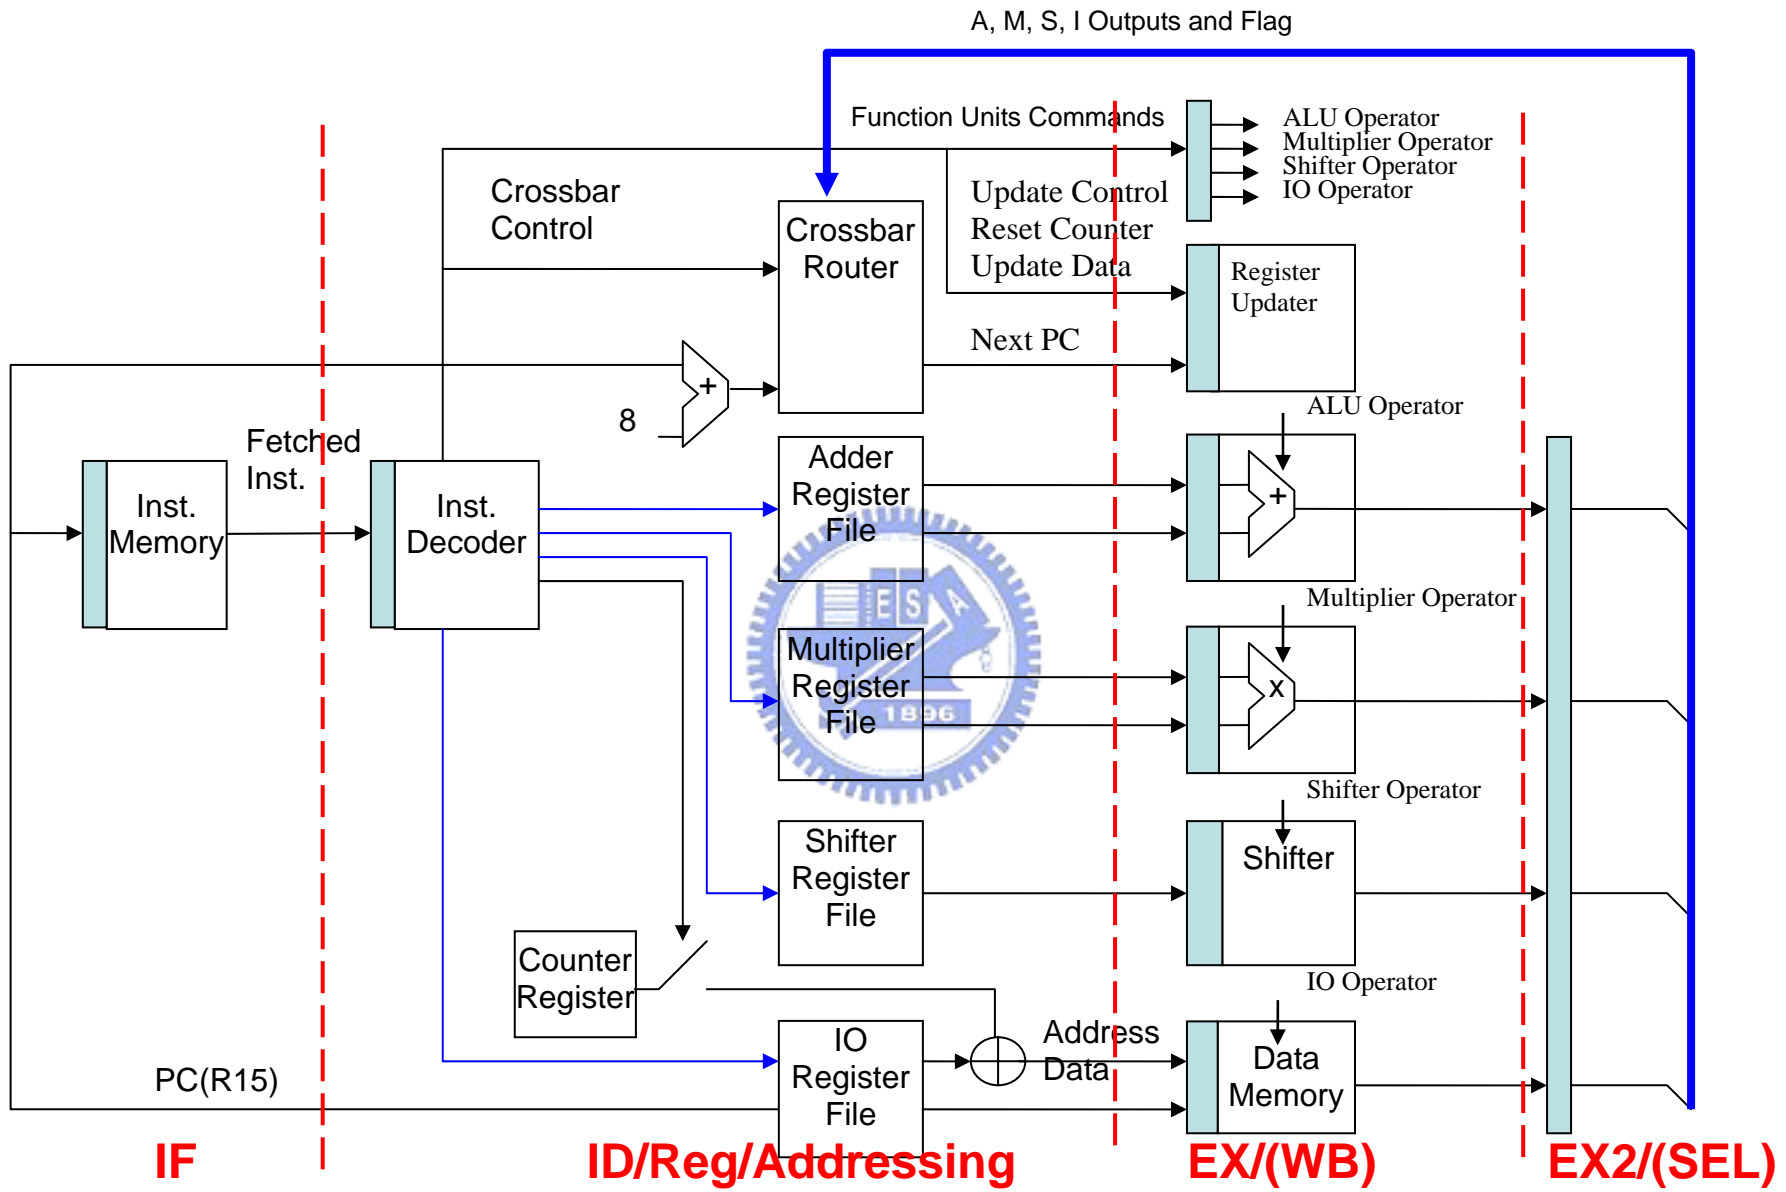 A, M, S, I Outputs and Flag
Function Units Commands
ALU Operator
Multiplier Operator
Shifter Operator
IO Operator
Crossbar
Control
Crossbar
Router
Update Control
Reset Counter
Update Data
Register
Updater
Next PC
+
8
ALU Operator
Fetched
Inst.
Inst.
Memory
Inst.
Decoder
Adder
Register
File
+
E S A
Multiplier Operator
Multiplier
Register
File
1896
X
Shifter Operator
Shifter
Register
File
Shifter
Counter
Register
IO Operator
IO
Register
File
Address
Data
Data
Memory
PC(R15)
IF
ID/Reg/Addressing
EX/(WB)
EX2/(SEL)